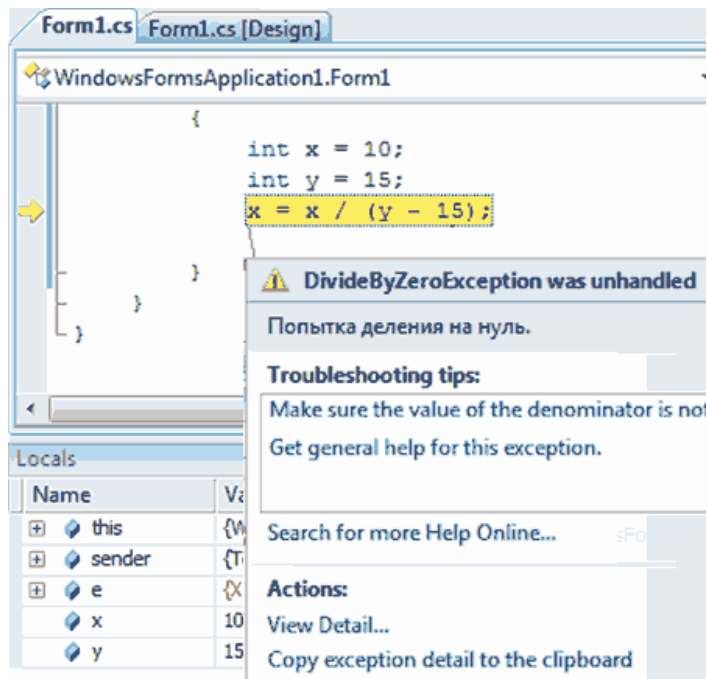 Form1.cs Form1.cs [Design]
WindowsFormsApplication1.Form1
{
int x = 10;
int y = 15;
x = x / (y - 15);
}
}
}
DivideByZeroException was unhandled
Попытка деления на нуль.
Troubleshooting tips:
Make sure the value of the denominator is not
Get general help for this exception.
Search for more Help Online...
Actions:
View Detail...
Copy exception detail to the clipboard
Locals
Name
this
sender
e
x 10
y 15